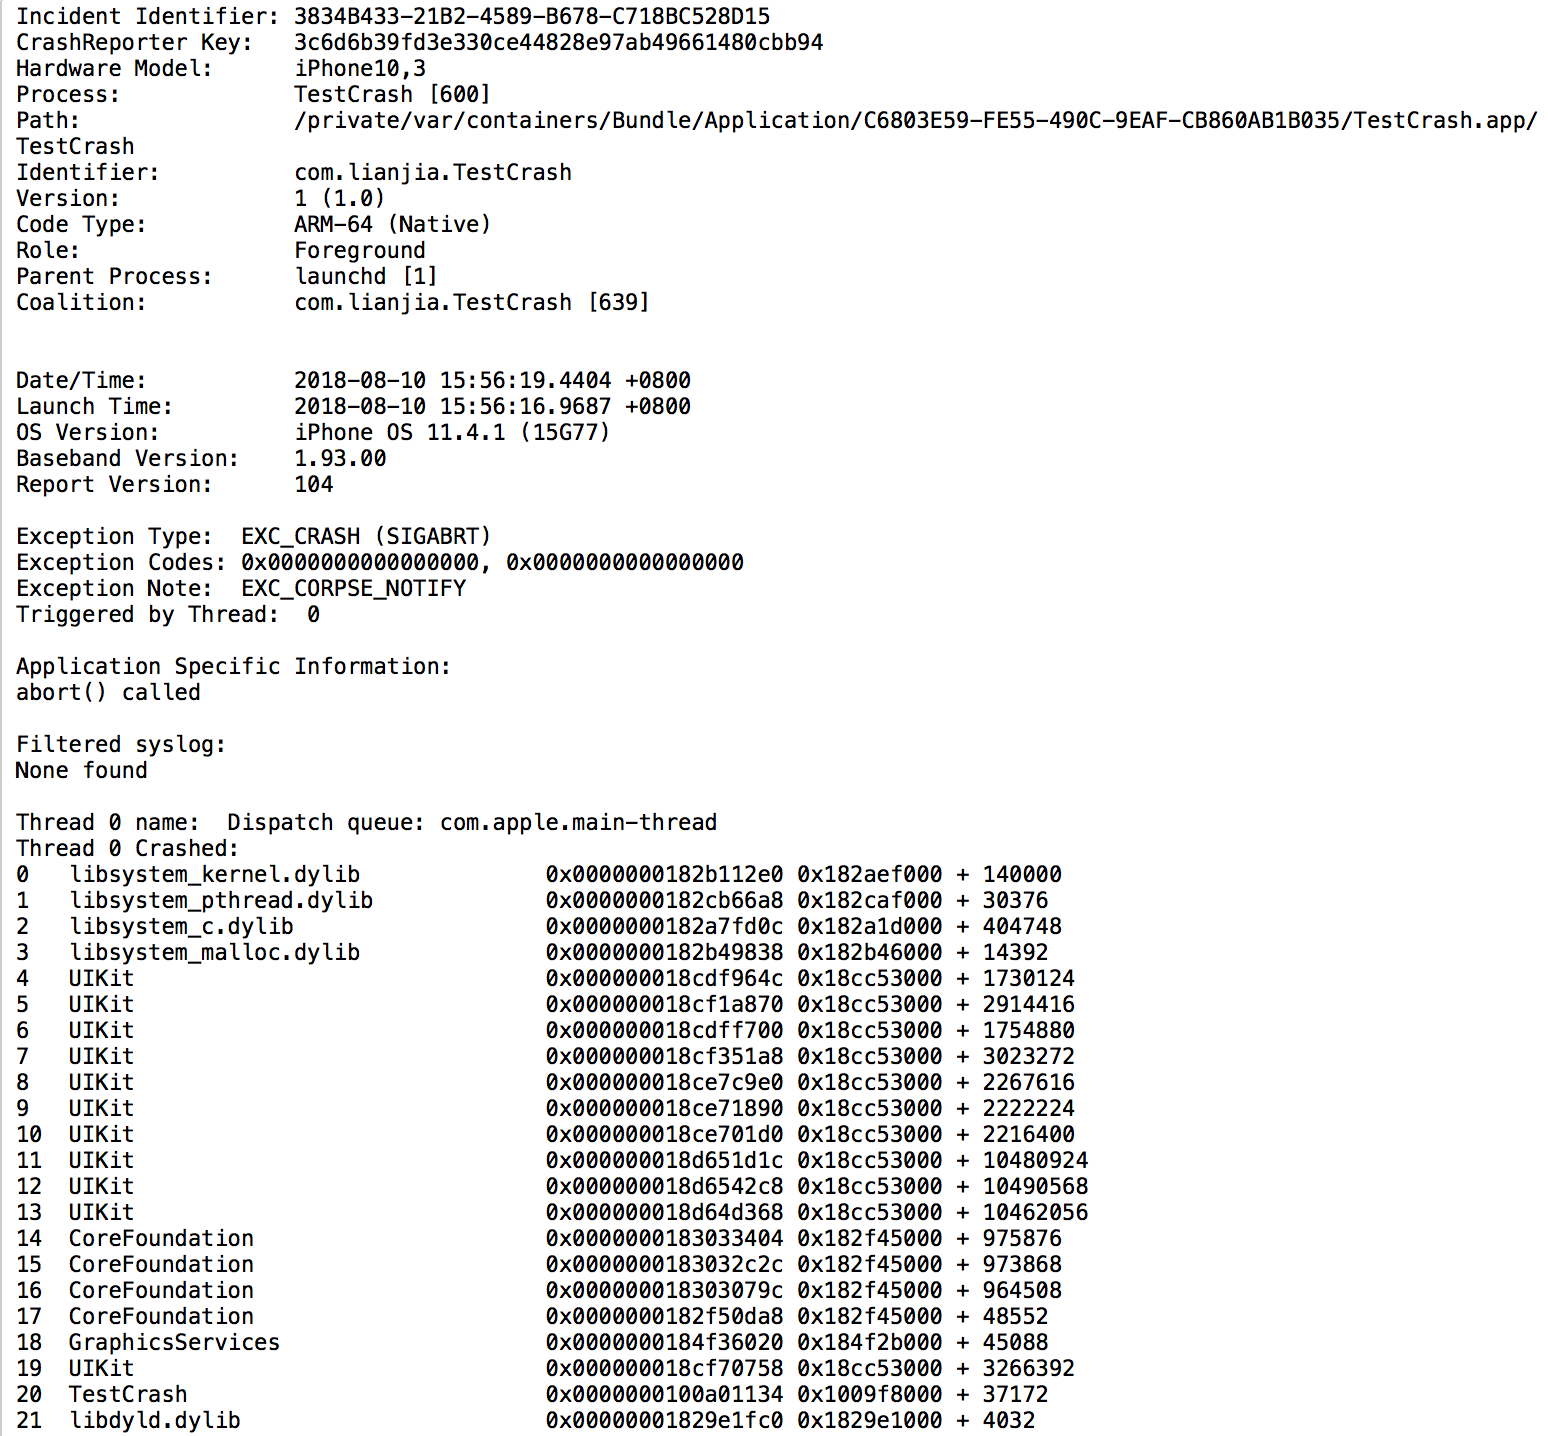 Incident Identifier: 3834B433-21B2-4589-B678-C718BC528D15
CrashReporter Key:   3c6d6b39fd3e330ce44828e97ab49661480cbb94
Hardware Model:      iPhone10,3
Process:             TestCrash [600]
Path:                /private/var/containers/Bundle/Application/C6803E59-FE55-490C-9EAF-CB860AB1B035/TestCrash.app/
TestCrash
Identifier:          com.lianjia.TestCrash
Version:             1 (1.0)
Code Type:           ARM-64 (Native)
Role:                Foreground
Parent Process:      launchd [1]
Coalition:           com.lianjia.TestCrash [639]
Date/Time:           2018-08-10 15:56:19.4404 +0800
Launch Time:         2018-08-10 15:56:16.9687 +0800
OS Version:          iPhone OS 11.4.1 (15G77)
Baseband Version:    1.93.00
Report Version:      104
Exception Type:  EXC_CRASH (SIGABRT)
Exception Codes: 0x0000000000000000, 0x0000000000000000
Exception Note:  EXC_CORPSE_NOTIFY
Triggered by Thread:  0
Application Specific Information:
abort() called
Filtered syslog:
None found
Thread 0 name:  Dispatch queue: com.apple.main-thread
Thread 0 Crashed:
0   libsystem_kernel.dylib              0x0000000182b112e0 0x182aef000 + 140000
1   libsystem_pthread.dylib             0x0000000182cb66a8 0x182caf000 + 30376
2   libsystem_c.dylib                   0x0000000182a7fd0c 0x182a1d000 + 404748
3   libsystem_malloc.dylib              0x0000000182b49838 0x182b46000 + 14392
4   UIKit                               0x000000018cdf964c 0x18cc53000 + 1730124
5   UIKit                               0x000000018cf1a870 0x18cc53000 + 2914416
6   UIKit                               0x000000018cdff700 0x18cc53000 + 1754880
7   UIKit                               0x000000018cf351a8 0x18cc53000 + 3023272
8   UIKit                               0x000000018ce7c9e0 0x18cc53000 + 2267616
9   UIKit                               0x000000018ce71890 0x18cc53000 + 2222224
10  UIKit                               0x000000018ce701d0 0x18cc53000 + 2216400
11  UIKit                               0x000000018d651d1c 0x18cc53000 + 10480924
12  UIKit                               0x000000018d6542c8 0x18cc53000 + 10490568
13  UIKit                               0x000000018d64d368 0x18cc53000 + 10462056
14  CoreFoundation                      0x0000000183033404 0x182f45000 + 975876
15  CoreFoundation                      0x0000000183032c2c 0x182f45000 + 973868
16  CoreFoundation                      0x000000018303079c 0x182f45000 + 964508
17  CoreFoundation                      0x0000000182f50da8 0x182f45000 + 48552
18  GraphicsServices                    0x0000000184f36020 0x184f2b000 + 45088
19  UIKit                               0x000000018cf70758 0x18cc53000 + 3266392
20  TestCrash                           0x0000000100a01134 0x1009f8000 + 37172
21  libdyld.dylib                       0x00000001829e1fc0 0x1829e1000 + 4032